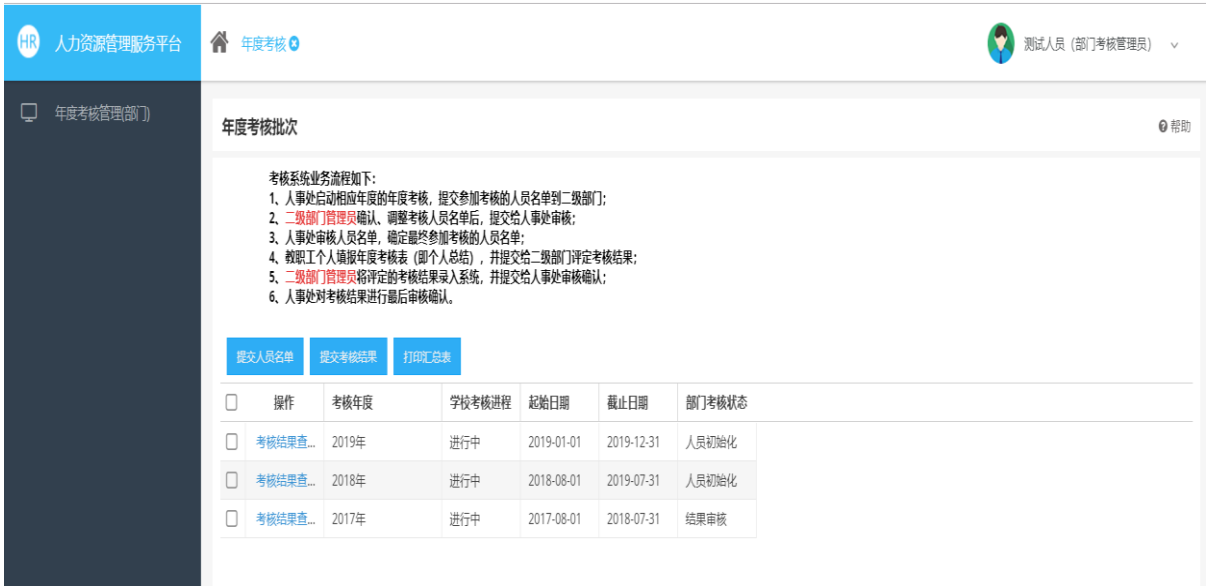 HR 人力资源管理服务平台 年度考核 测试人员（部门考核管理员）
年度考核管理(部门)
年度考核批次 帮助
考核系统业务流程如下：
1、人事处启动相应年度的年度考核，提交参加考核的人员名单到二级部门；
2、二级部门管理员确认、调整考核人员名单后，提交给人事处审核；
3、人事处审核人员名单，确定最终参加考核的人员名单；
4、教职工个人填报年度考核表（即个人总结），并提交给二级部门评定考核结果；
5、二级部门管理员将评定的考核结果录入系统，并提交给人事处审核确认；
6、人事处对考核结果进行最后审核确认。
提交人员名单 提交考核结果 打印汇总表
操作 考核年度 学校考核进程 起始日期 截止日期 部门考核状态
考核结果查... 2019年 进行中 2019-01-01 2019-12-31 人员初始化
考核结果查... 2018年 进行中 2018-08-01 2019-07-31 人员初始化
考核结果查... 2017年 进行中 2017-08-01 2018-07-31 结果审核